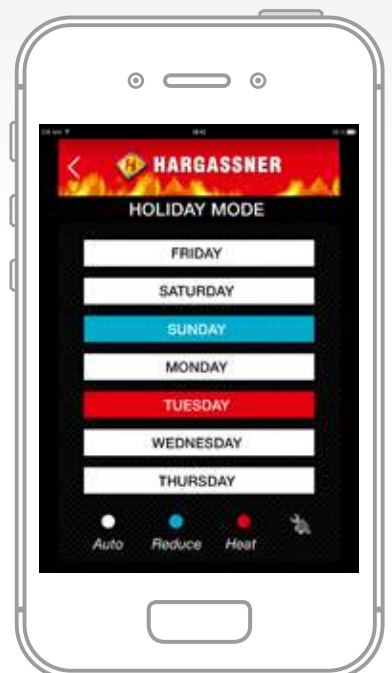 HARGASSNER
HOLIDAY MODE
FRIDAY
SATURDAY
SUNDAY
MONDAY
TUESDAY
WEDNESDAY
THURSDAY
Auto Reduce Heat